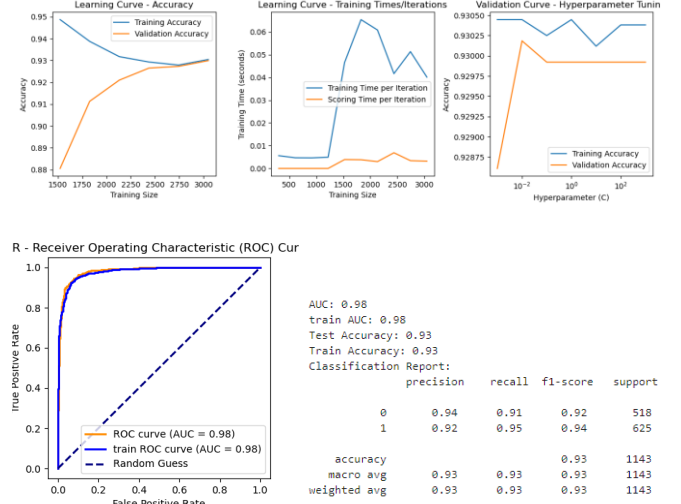 Learning Curve - Accuracy
0.95
0.94
0.93
0.92
0.91
0.90
0.89
0.88
Accuracy
Training Accuracy
Validation Accuracy
1500 1750 2000 2250 2500 2750 3000
Training Size
Learning Curve - Training Times/Iterations
0.06
0.05
0.04
0.03
0.02
0.01
0.00
Training Time (seconds)
Training Time per Iteration
Scoring Time per Iteration
500 1000 1500 2000 2500 3000
Training Size
Validation Curve - Hyperparameter Tunin
0.93050
0.93025
0.93000
0.92975
0.92950
0.92925
0.92900
0.92875
Accuracy
Training Accuracy
Validation Accuracy
10⁻² 10⁰ 10²
Hyperparameter (C)
R - Receiver Operating Characteristic (ROC) Cur
1.0
0.8
0.6
0.4
0.2
0.0
True Positive Rate
ROC curve (AUC = 0.98)
train ROC curve (AUC = 0.98)
Random Guess
0.0 0.2 0.4 0.6 0.8 1.0
False Positive Rate
AUC: 0.98
train AUC: 0.98
Test Accuracy: 0.93
Train Accuracy: 0.93
Classification Report:
precision recall f1-score support
0 0.94 0.91 0.92 518
1 0.92 0.95 0.94 625
accuracy 0.93 1143
macro avg 0.93 0.93 0.93 1143
weighted avg 0.93 0.93 0.93 1143